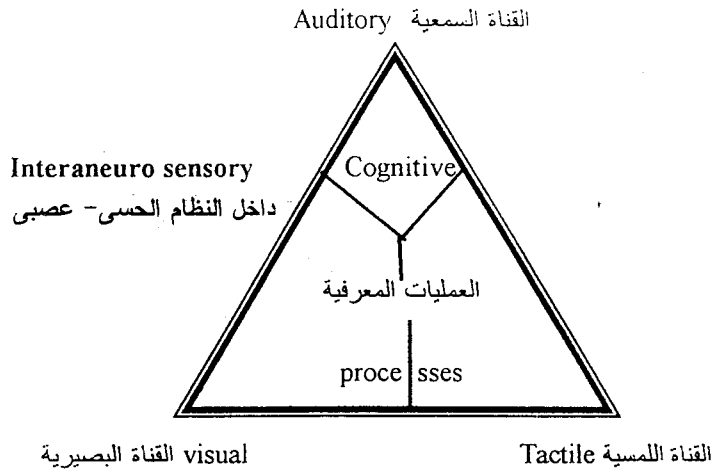 Auditory القناة السمعية
Interaneuro sensory
Cognitive
داخل النظام الحسى- عصبى
العمليات المعرفية
proce sses
القناة البصيرية visual
Tactile القناة اللمسية